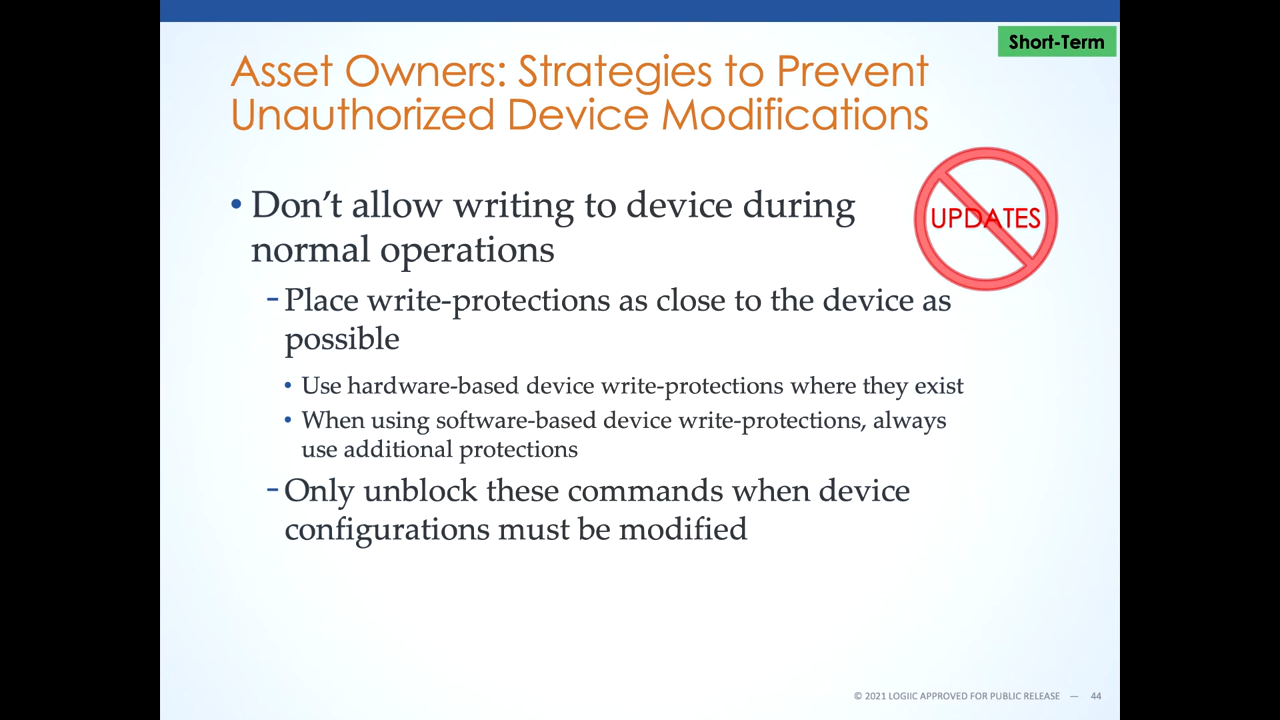 Short-Term
Asset Owners: Strategies to Prevent
Unauthorized Device Modifications
• Don’t allow writing to device during
normal operations
UPDATES
- Place write-protections as close to the device as
possible
• Use hardware-based device write-protections where they exist
• When using software-based device write-protections, always
use additional protections
- Only unblock these commands when device
configurations must be modified
© 2021 LOGIIC APPROVED FOR PUBLIC RELEASE — 44